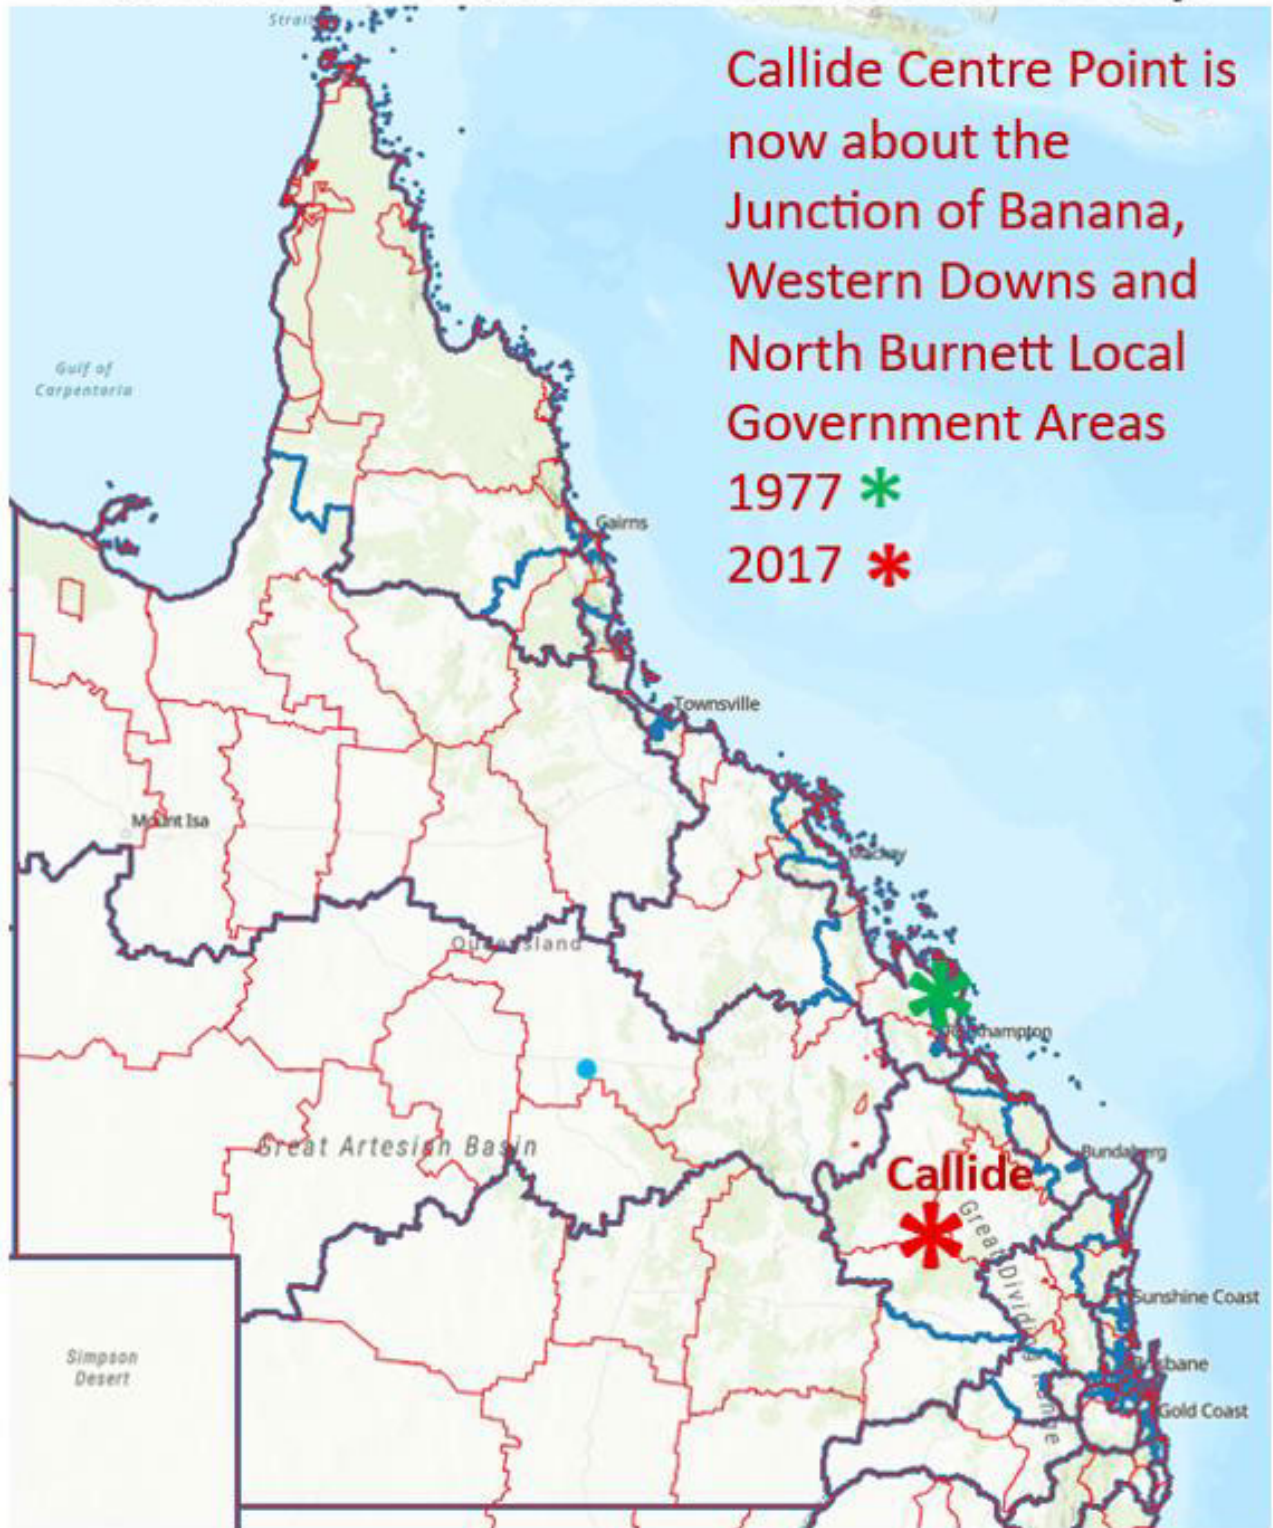 Callide Centre Point is
now about the
Junction of Banana,
Western Downs and
North Burnett Local
Government Areas
1977 *
2017 *
Gulf of
Carpentaria
Cairns
Townsville
Mount Isa
Mackay
Queensland
Rockhampton
Great Artesian Basin
Bundaberg
Callide
Great Dividing Range
Sunshine Coast
Brisbane
Gold Coast
Simpson
Desert